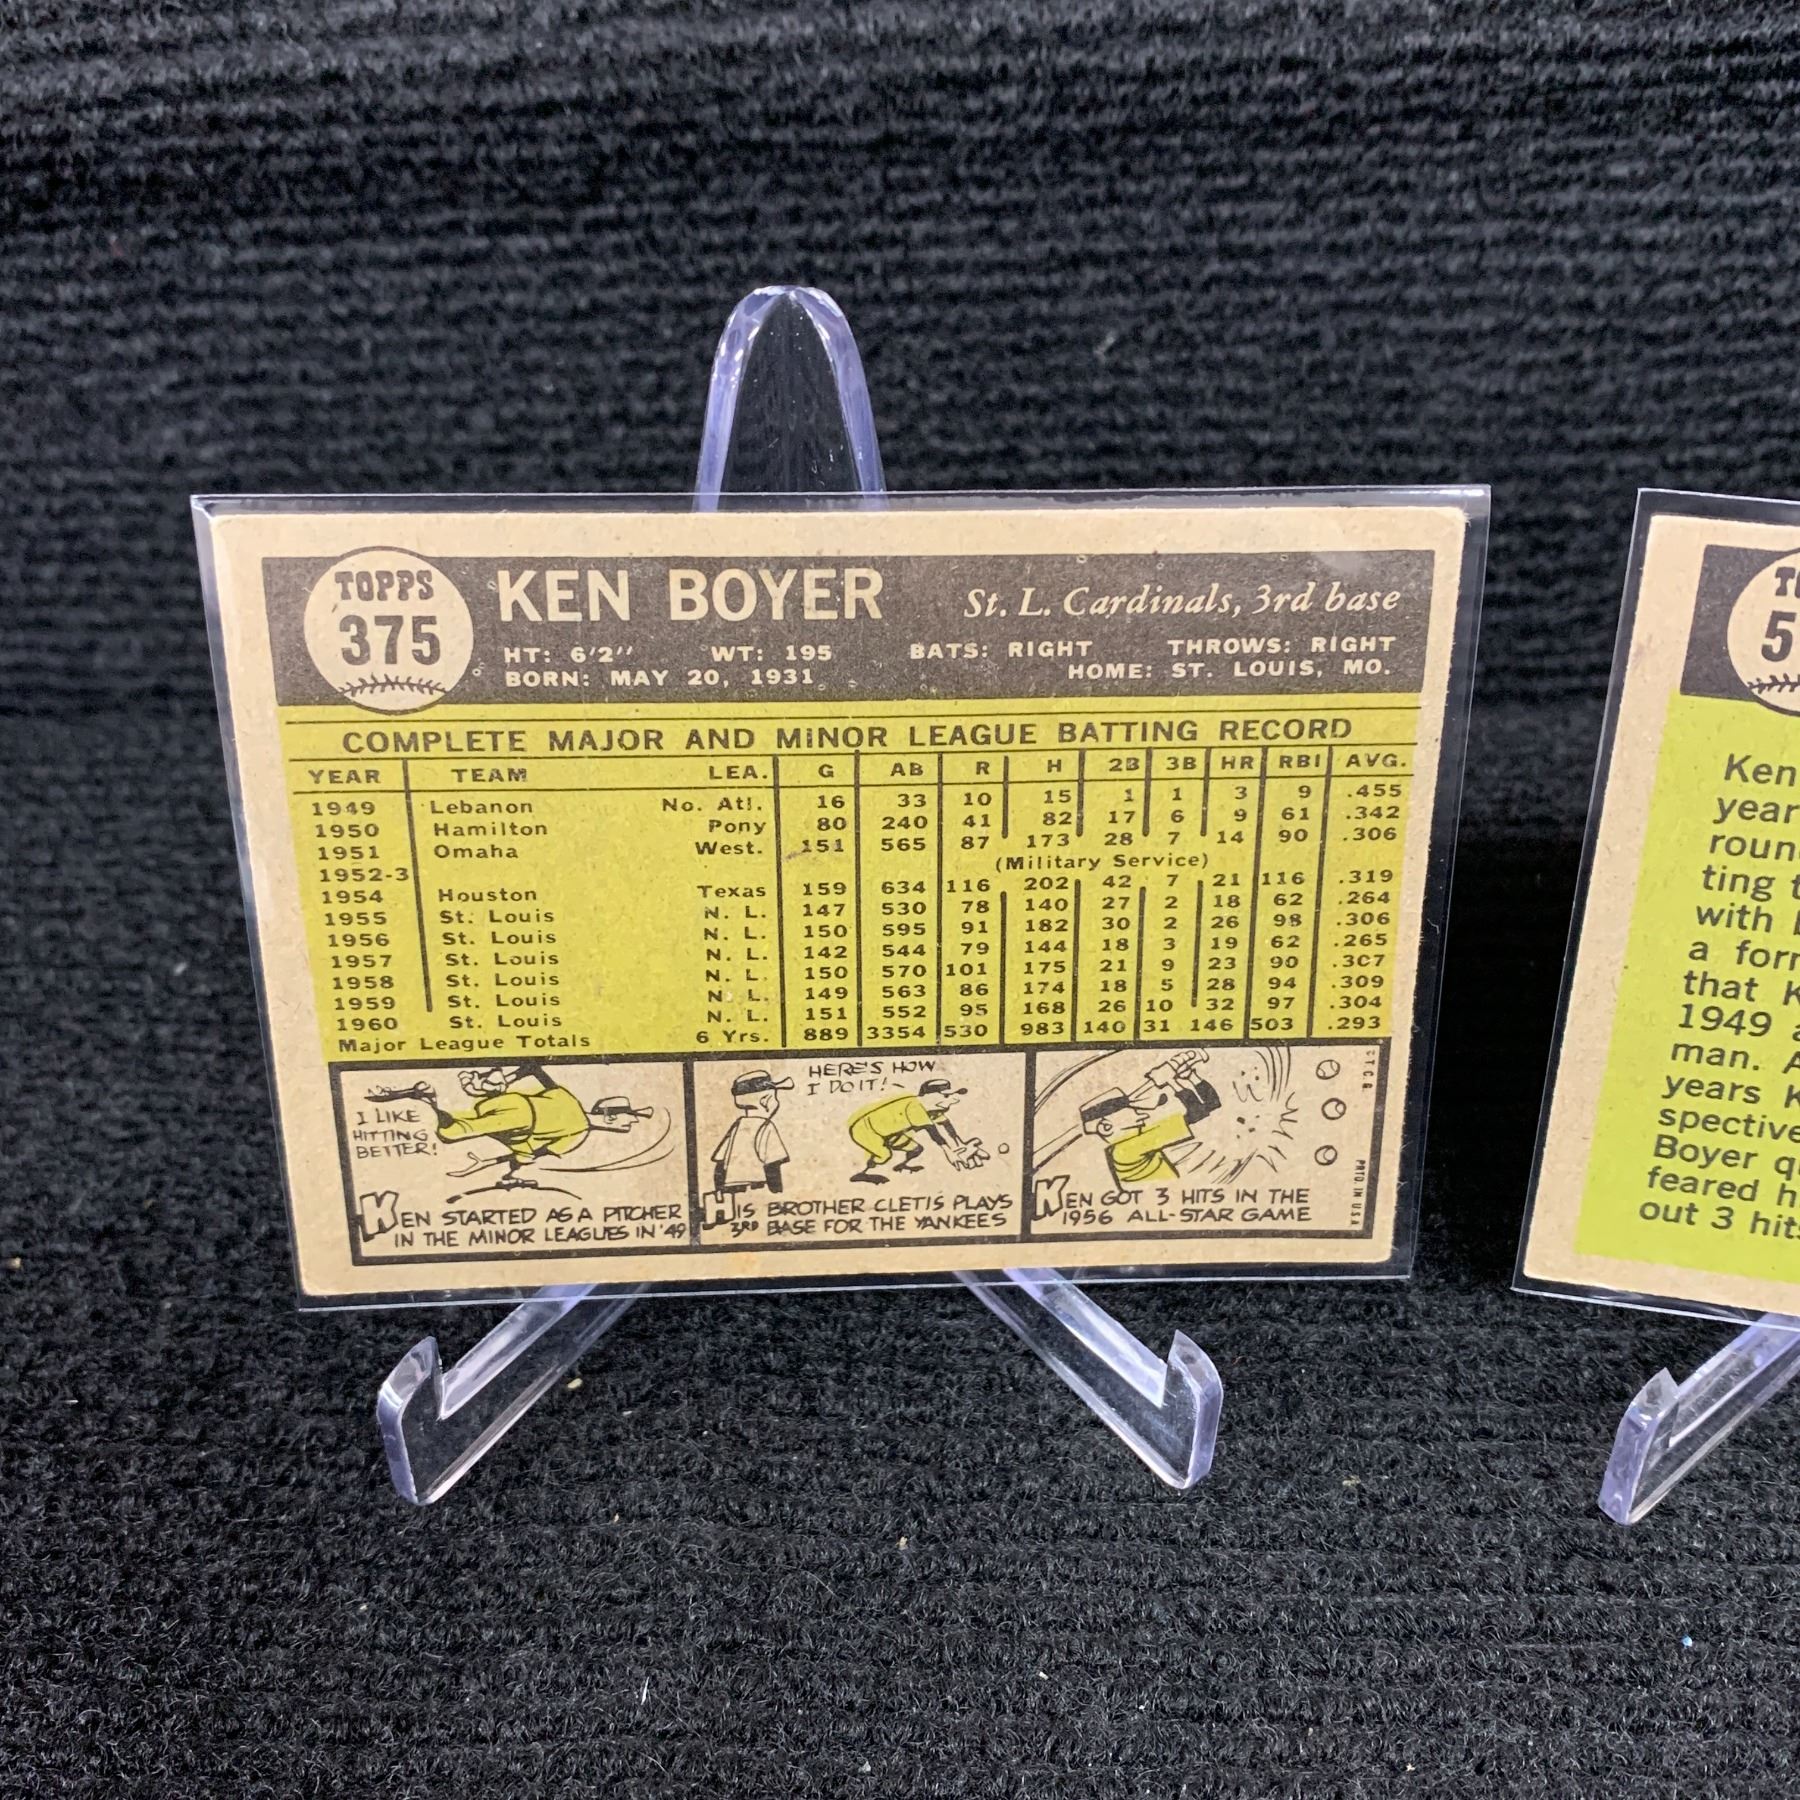 TOPPS
375
KEN BOYER
St. L. Cardinals, 3rd base
HT: 6'2" WT: 195 BATS: RIGHT THROWS: RIGHT
BORN: MAY 20, 1931 HOME: ST. LOUIS, MO.
COMPLETE MAJOR AND MINOR LEAGUE BATTING RECORD
YEAR TEAM LEA. G AB R H 2B 3B HR RBI AVG.
1949 Lebanon No. Atl. 16 33 10 15 1 1 3 9 .455
1950 Hamilton Pony 80 240 41 82 17 6 9 61 .342
1951 Omaha West. 151 565 87 173 28 7 14 90 .306
1952-3 (Military Service)
1954 Houston Texas 159 634 116 202 42 7 21 116 .319
1955 St. Louis N. L. 147 530 78 140 27 2 18 62 .264
1956 St. Louis N. L. 150 595 91 182 30 2 26 98 .306
1957 St. Louis N. L. 142 544 79 144 18 3 19 62 .265
1958 St. Louis N. L. 150 570 101 175 21 9 23 90 .307
1959 St. Louis N. L. 149 563 86 174 18 5 28 94 .309
1960 St. Louis N. L. 151 552 95 168 26 10 32 97 .304
Major League Totals 6 Yrs. 889 3354 530 983 140 31 146 503 .293
I LIKE
HITTING
BETTER!
KEN STARTED AS A PITCHER
IN THE MINOR LEAGUES IN '49
HERE'S HOW
I DO IT!
HIS BROTHER CLETIS PLAYS
3RD BASE FOR THE YANKEES
KEN GOT 3 HITS IN THE
1956 ALL-STAR GAME
©T.C.G.
PRTD. IN USA
TO
5
Ken
year
roun
ting t
with
a for
that K
1949 a
man. A
years K
spective
Boyer q
feared h
out 3 hits